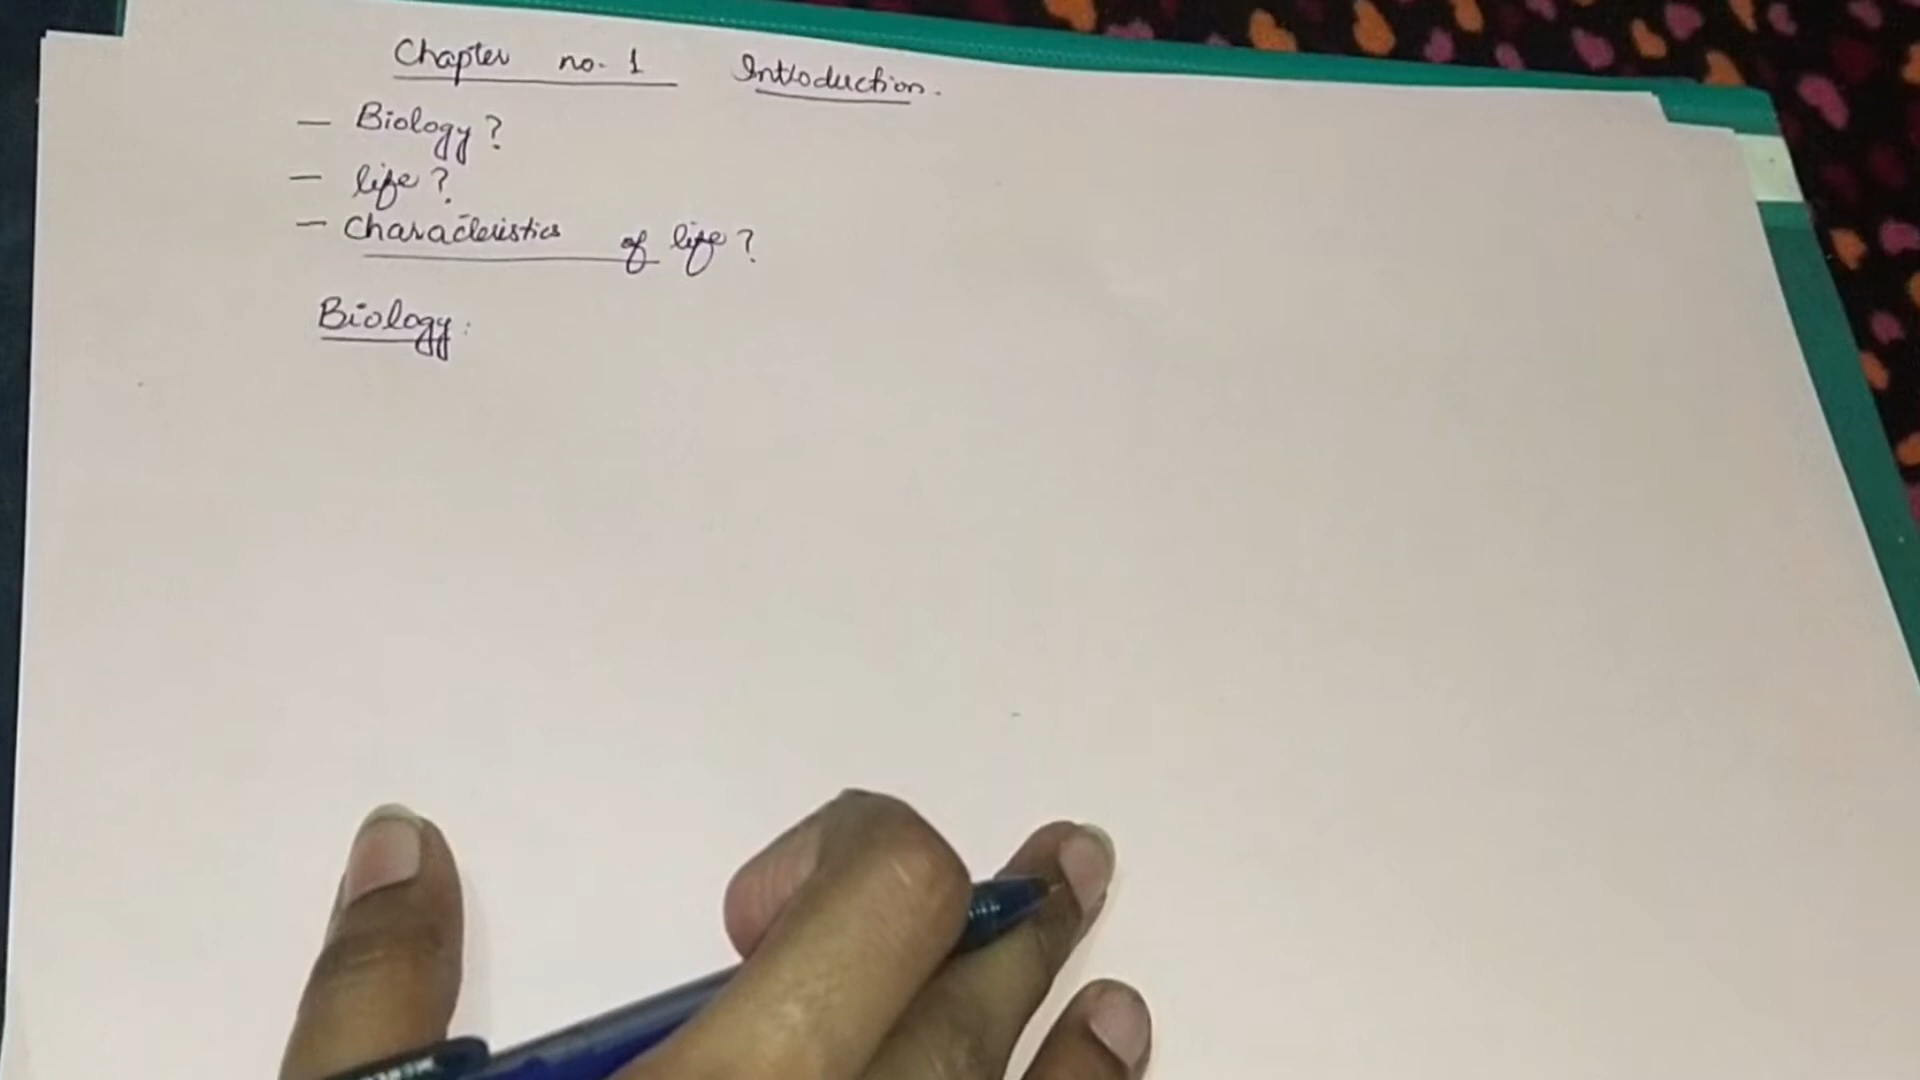 Chapter no. 1 Introduction.
— Biology?
— life?
— Characteristics of life?
Biology: